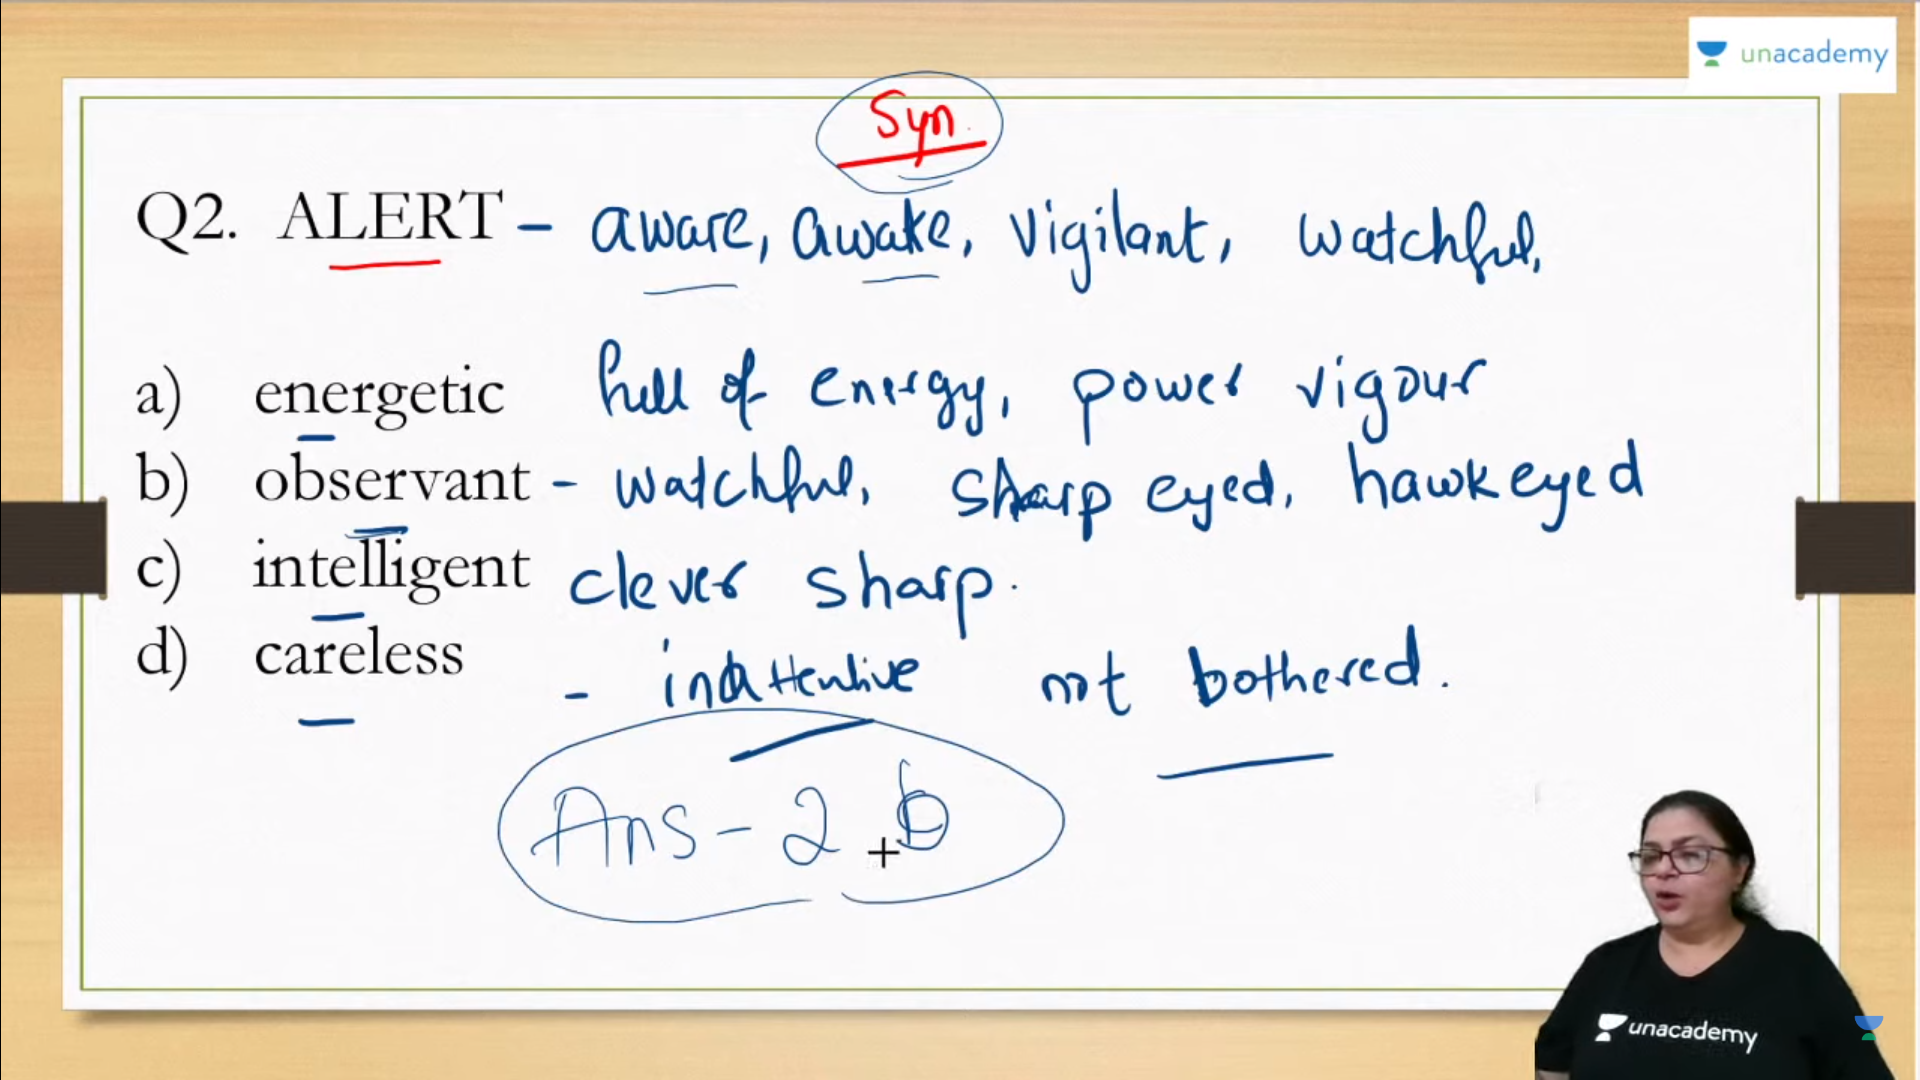 unacademy
Syn.
Q2. ALERT - aware, awake, vigilant, watchful,
a) energetic full of energy, power vigour
b) observant - watchful, sharp eyed, hawkeyed
c) intelligent clever sharp.
d) careless - inattentive not bothered.
Ans - 2 b
unacademy